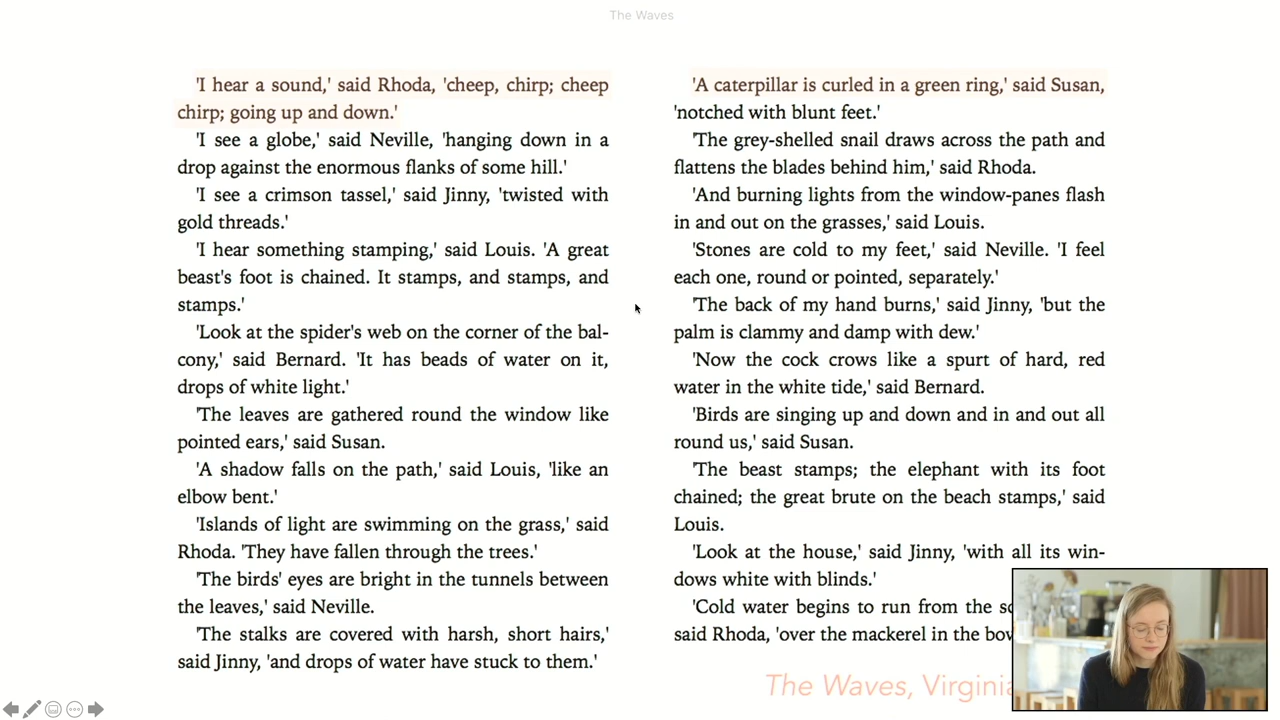 The Waves
'I hear a sound,' said Rhoda, 'cheep, chirp; cheep
chirp; going up and down.'
'I see a globe,' said Neville, 'hanging down in a
drop against the enormous flanks of some hill.'
'I see a crimson tassel,' said Jinny, 'twisted with
gold threads.'
'I hear something stamping,' said Louis. 'A great
beast's foot is chained. It stamps, and stamps, and
stamps.'
'Look at the spider's web on the corner of the bal-
cony,' said Bernard. 'It has beads of water on it,
drops of white light.'
'The leaves are gathered round the window like
pointed ears,' said Susan.
'A shadow falls on the path,' said Louis, 'like an
elbow bent.'
'Islands of light are swimming on the grass,' said
Rhoda. 'They have fallen through the trees.'
'The birds' eyes are bright in the tunnels between
the leaves,' said Neville.
'The stalks are covered with harsh, short hairs,'
said Jinny, 'and drops of water have stuck to them.'
'A caterpillar is curled in a green ring,' said Susan,
'notched with blunt feet.'
'The grey-shelled snail draws across the path and
flattens the blades behind him,' said Rhoda.
'And burning lights from the window-panes flash
in and out on the grasses,' said Louis.
'Stones are cold to my feet,' said Neville. 'I feel
each one, round or pointed, separately.'
'The back of my hand burns,' said Jinny, 'but the
palm is clammy and damp with dew.'
'Now the cock crows like a spurt of hard, red
water in the white tide,' said Bernard.
'Birds are singing up and down and in and out all
round us,' said Susan.
'The beast stamps; the elephant with its foot
chained; the great brute on the beach stamps,' said
Louis.
'Look at the house,' said Jinny, 'with all its win-
dows white with blinds.'
'Cold water begins to run from the
said Rhoda, 'over the mackerel in the
The Waves, Virginia